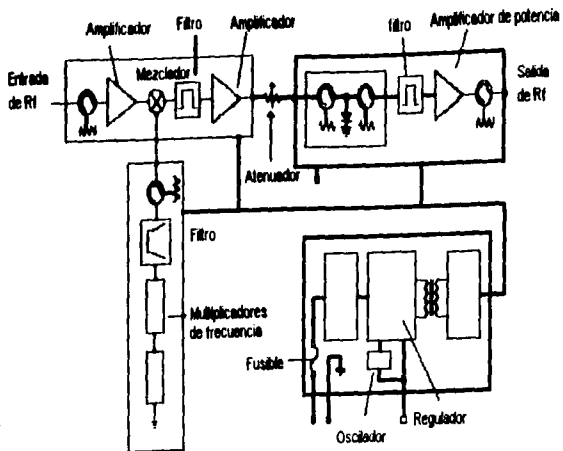 Amplificador
Filtro
Amplificador
filtro
Amplificador de potencia
Entrada
de Rf
Mezclador
Salida
de Rf
Atenuador
Filtro
Multiplicadores
de frecuencia
Fusible
Oscilador
Regulador